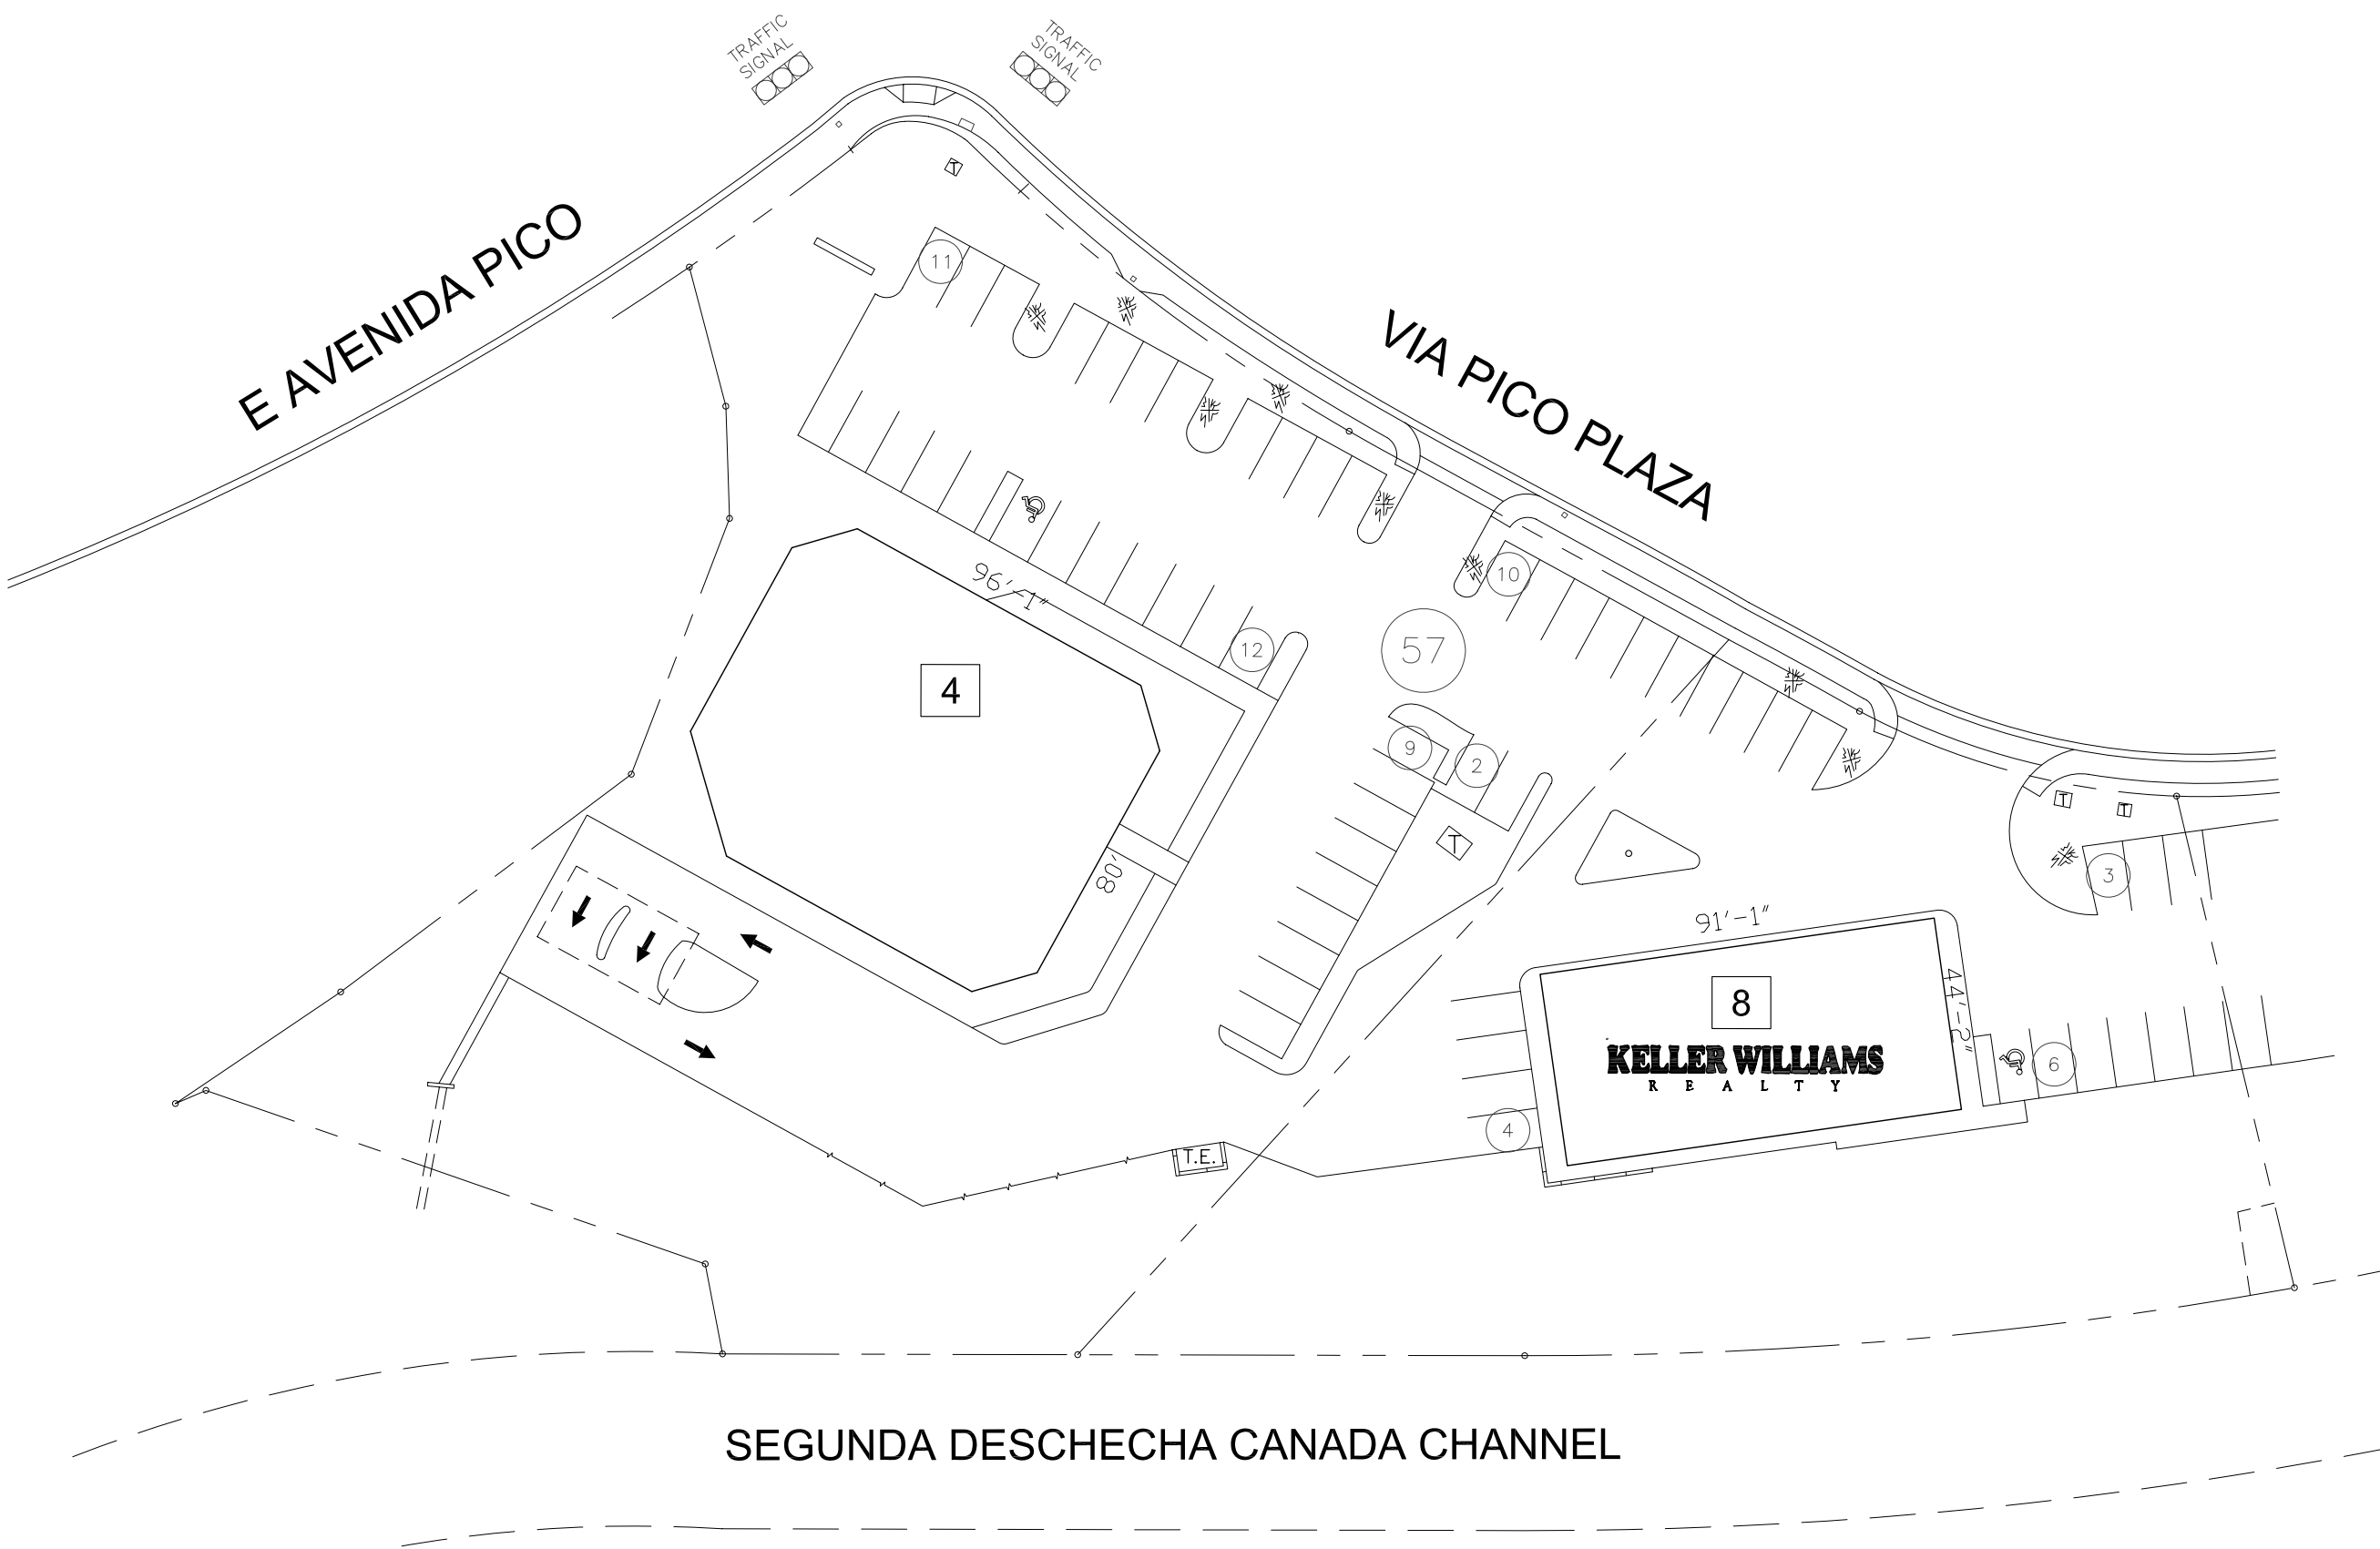 TRAFFIC
SIGNAL
TRAFFIC
SIGNAL
E AVENIDA PICO
VIA PICO PLAZA
T
11
10
12
57
96'-1"
4
9
2
T
80'
T
T
3
91'-1"
44'-2"
8
KELLER WILLIAMS
REALTY
6
4
T.E.
SEGUNDA DESCHECHA CANADA CHANNEL